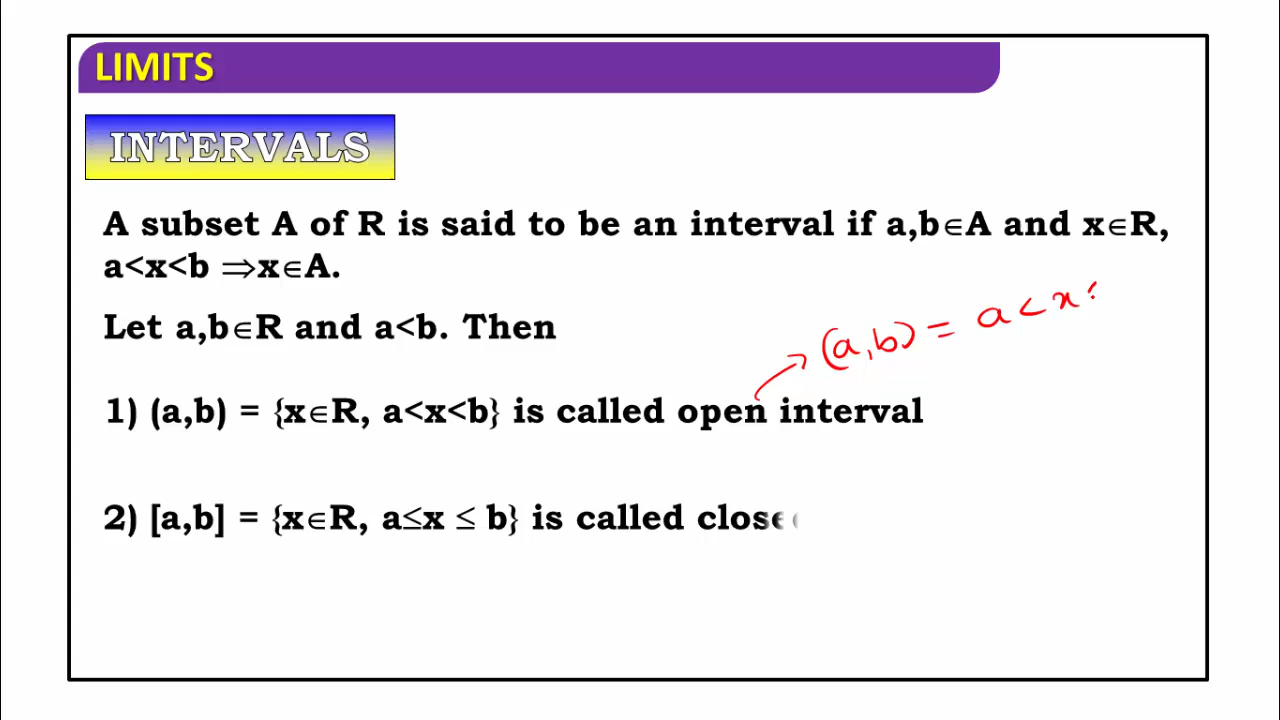 LIMITS
INTERVALS
A subset A of R is said to be an interval if a,b∈A and x∈R,
a<x<b ⇒x∈A.
Let a,b∈R and a<b. Then
(a,b) = a<x
1) (a,b) = {x∈R, a<x<b} is called open interval
2) [a,b] = {x∈R, a≤x ≤ b} is called close